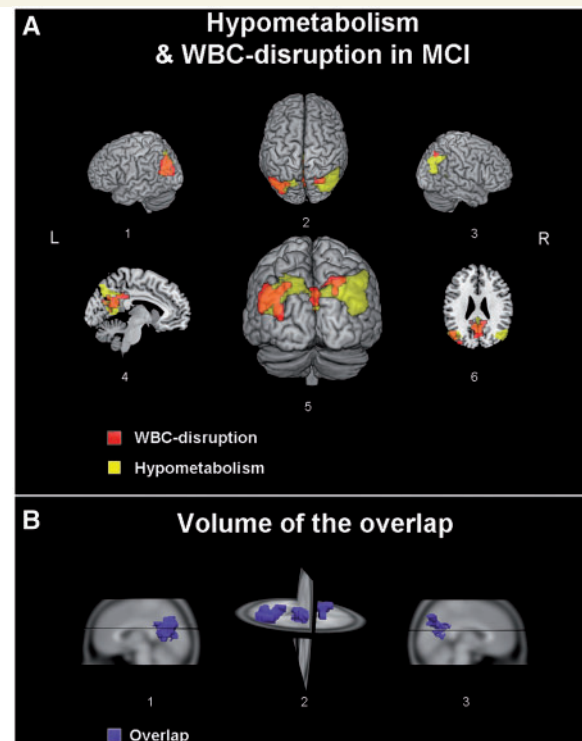 A
Hypometabolism
& WBC-disruption in MCI
1
2
3
L
R
4
5
6
WBC-disruption
Hypometabolism
B
Volume of the overlap
1
2
3
Overlap